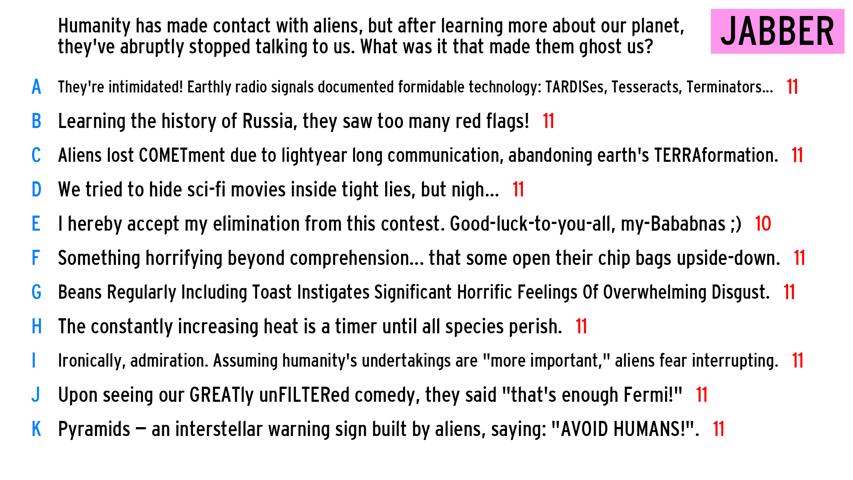 Humanity has made contact with aliens, but after learning more about our planet,
they've abruptly stopped talking to us. What was it that made them ghost us?
JABBER
A They're intimidated! Earthly radio signals documented formidable technology: TARDISes, Tesseracts, Terminators... 11
B Learning the history of Russia, they saw too many red flags! 11
C Aliens lost COMETment due to lightyear long communication, abandoning earth's TERRAformation. 11
D We tried to hide sci-fi movies inside tight lies, but nigh... 11
E I hereby accept my elimination from this contest. Good-luck-to-you-all, my-Bababnas ;) 10
F Something horrifying beyond comprehension... that some open their chip bags upside-down. 11
G Beans Regularly Including Toast Instigates Significant Horrific Feelings Of Overwhelming Disgust. 11
H The constantly increasing heat is a timer until all species perish. 11
I Ironically, admiration. Assuming humanity's undertakings are "more important," aliens fear interrupting. 11
J Upon seeing our GREATly unFILTERed comedy, they said "that's enough Fermi!" 11
K Pyramids – an interstellar warning sign built by aliens, saying: "AVOID HUMANS!". 11